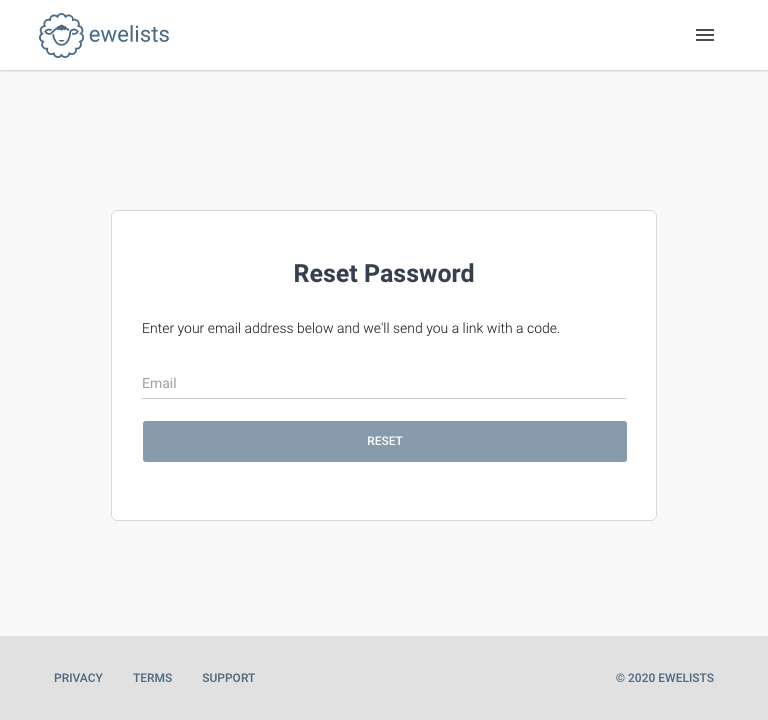 ewelists
Reset Password
Enter your email address below and we'll send you a link with a code.
Email
RESET
PRIVACY TERMS SUPPORT © 2020 EWELISTS